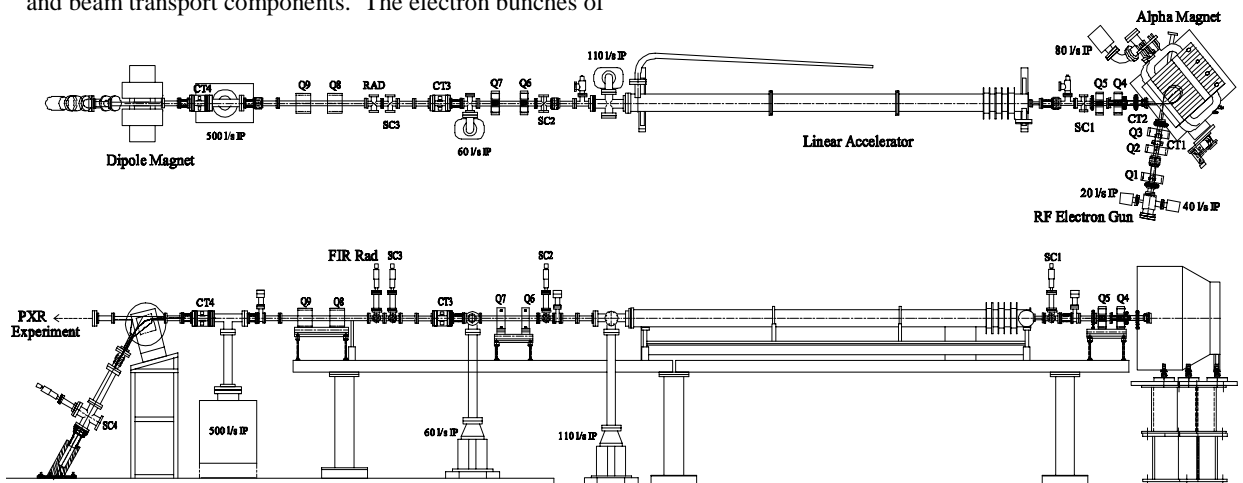 and beam transport components. The electron bunches of
Alpha Magnet
80 l/s IP
110 l/s IP
CT4
Q9
Q8
RAD
CT3
Q7
Q6
Q5
Q4
SC3
SC2
SC1
CT2
500 l/s IP
60 l/s IP
Q3
CT1
Q2
Dipole Magnet
Linear Accelerator
Q1
20 l/s IP
40 l/s IP
RF Electron Gun
FIR Rad
SC3
SC2
SC1
CT4
Q9
Q8
CT3
Q7
Q6
Q5
Q4
PXR
Experiment
SC4
500 l/s IP
60 l/s IP
110 l/s IP